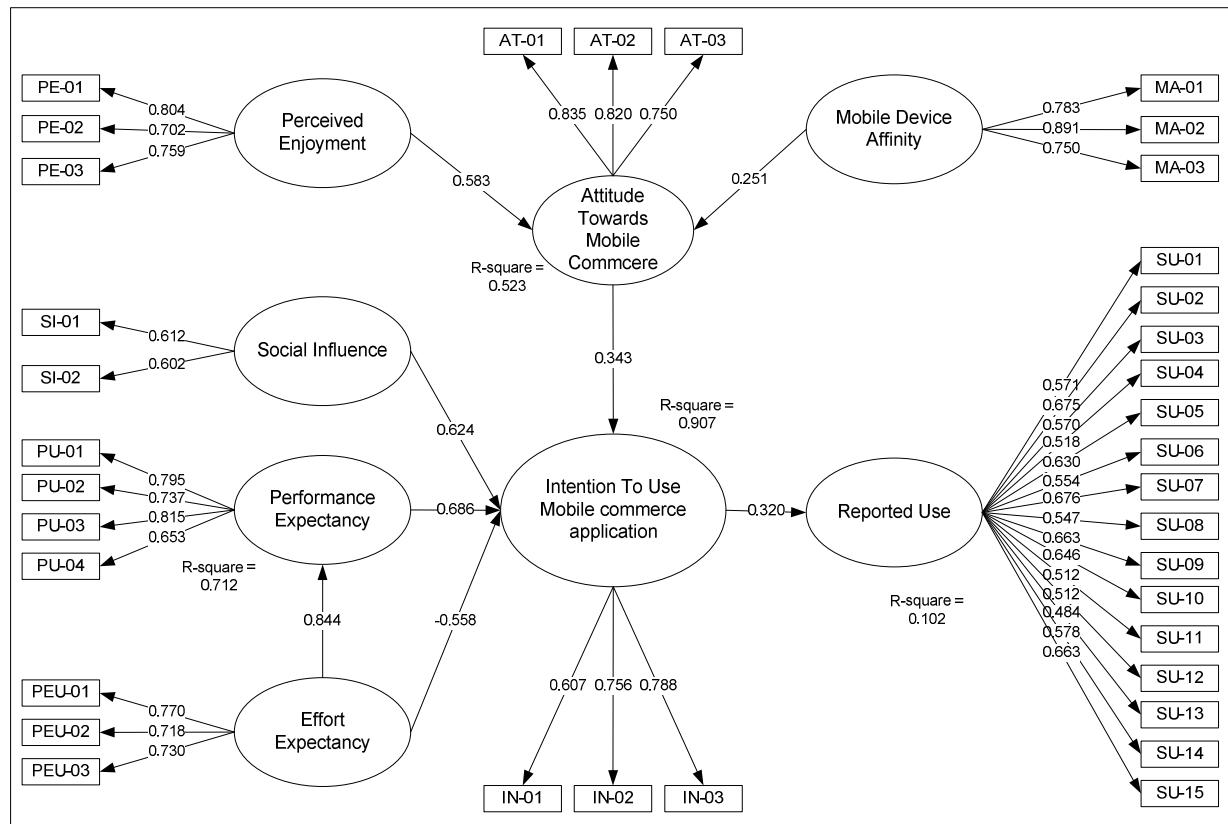 AT-01
AT-02
AT-03
0.835
0.820
0.750
PE-01
PE-02
PE-03
0.804
0.702
0.759
Perceived
Enjoyment
0.583
Mobile Device
Affinity
0.783
0.891
0.750
MA-01
MA-02
MA-03
0.251
Attitude
Towards
Mobile
Commcere
R-square =
0.523
SI-01
SI-02
0.612
0.602
Social Influence
0.624
0.343
R-square =
0.907
PU-01
PU-02
PU-03
PU-04
0.795
0.737
0.815
0.653
Performance
Expectancy
R-square =
0.712
0.686
Intention To Use
Mobile commerce
application
0.320
Reported Use
R-square =
0.102
0.844
-0.558
PEU-01
PEU-02
PEU-03
0.770
0.718
0.730
Effort
Expectancy
0.607
0.756
0.788
IN-01
IN-02
IN-03
0.571
0.675
0.570
0.518
0.630
0.554
0.676
0.547
0.663
0.646
0.512
0.512
0.484
0.578
0.663
SU-01
SU-02
SU-03
SU-04
SU-05
SU-06
SU-07
SU-08
SU-09
SU-10
SU-11
SU-12
SU-13
SU-14
SU-15